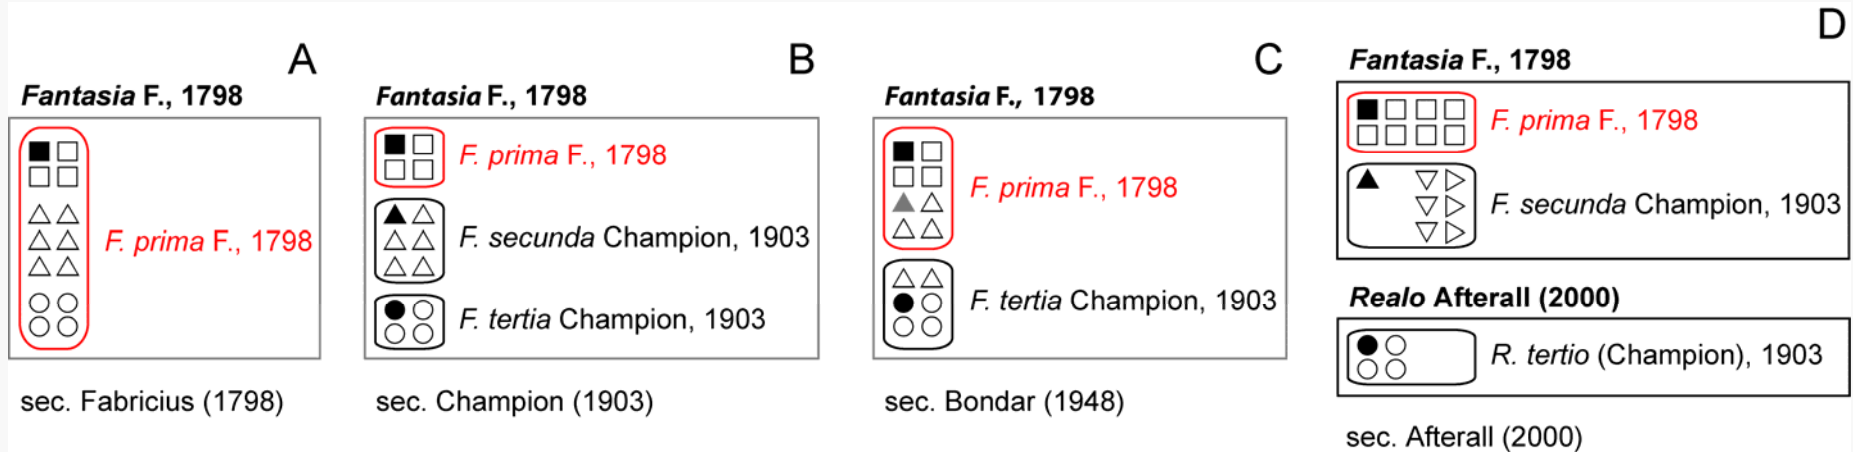 A
Fantasia F., 1798
F. prima F., 1798
sec. Fabricius (1798)
B
Fantasia F., 1798
F. prima F., 1798
F. secunda Champion, 1903
F. tertia Champion, 1903
sec. Champion (1903)
C
Fantasia F., 1798
F. prima F., 1798
F. tertia Champion, 1903
sec. Bondar (1948)
D
Fantasia F., 1798
F. prima F., 1798
F. secunda Champion, 1903
Realo Afterall (2000)
R. tertio (Champion), 1903
sec. Afterall (2000)